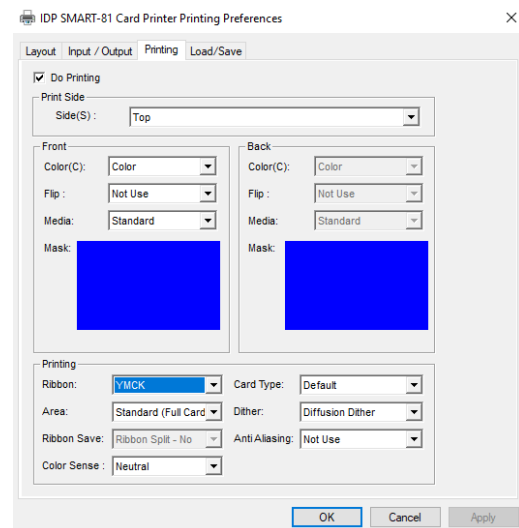 IDP SMART-81 Card Printer Printing Preferences
Layout Input / Output Printing Load/Save
Do Printing
Print Side
Side(S) : Top
Front Back
Color(C): Color Color(C): Color
Flip : Not Use Flip : Not Use
Media: Standard Media: Standard
Mask: Mask:
Printing
Ribbon: YMCK Card Type: Default
Area: Standard (Full Card Dither: Diffusion Dither
Ribbon Save: Ribbon Split - No Anti Aliasing: Not Use
Color Sense : Neutral
OK Cancel Apply